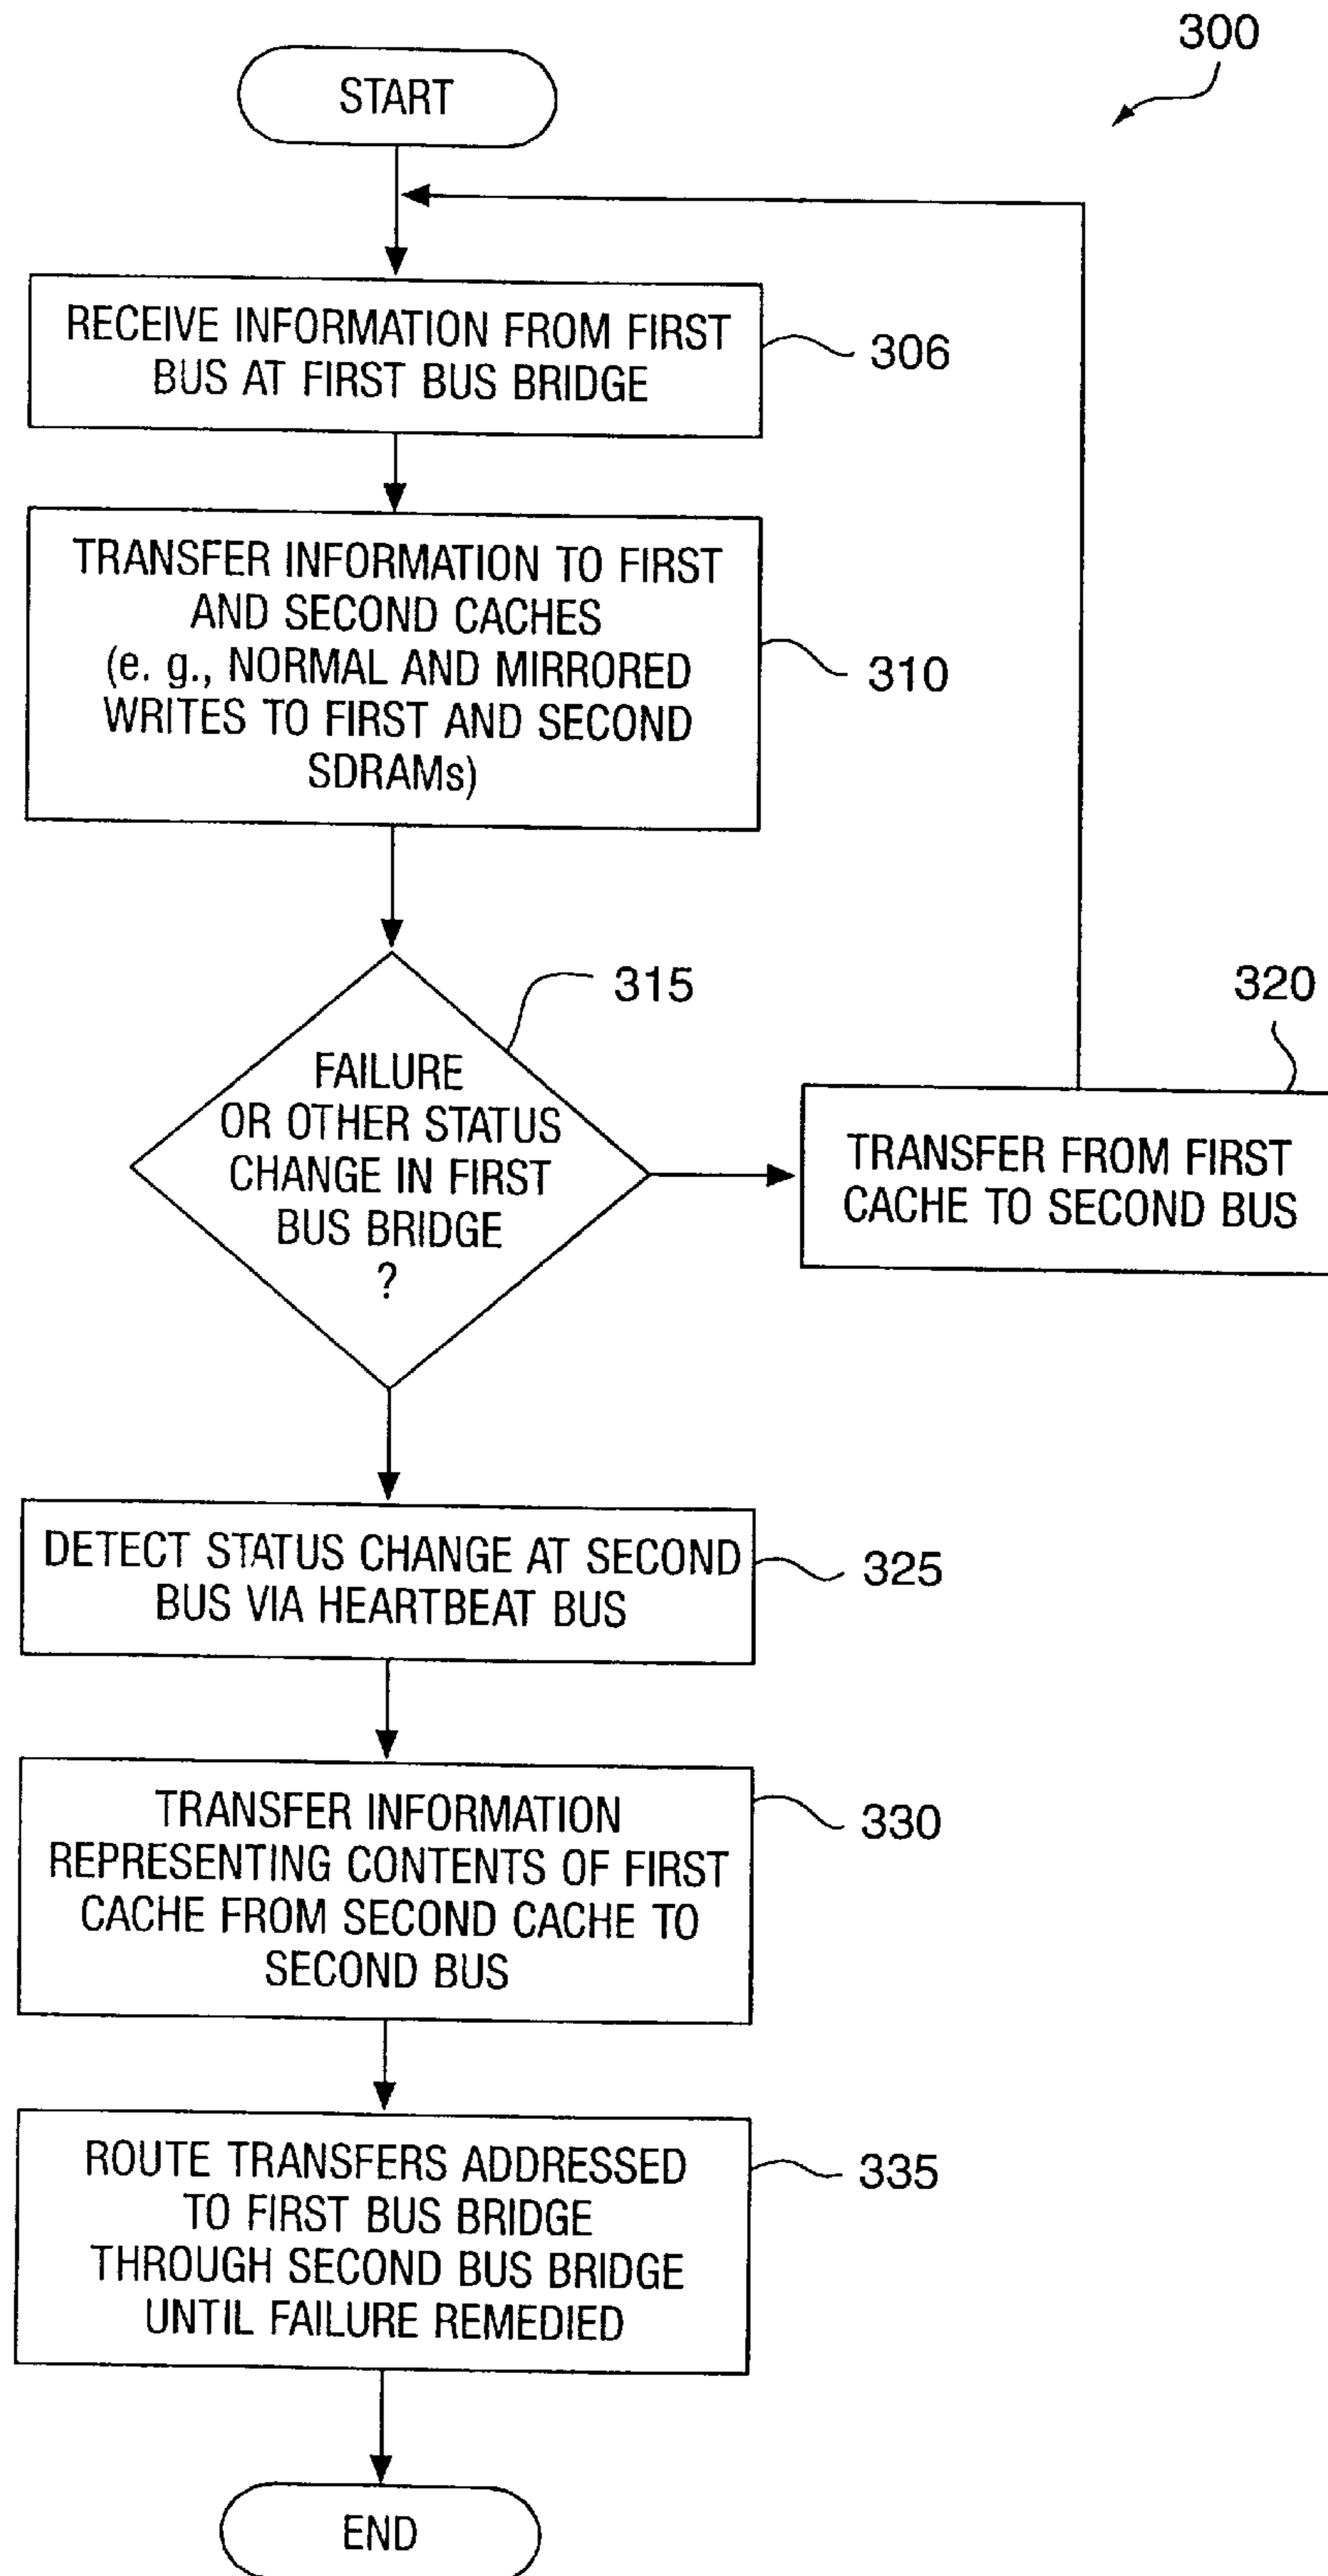 300
START
RECEIVE INFORMATION FROM FIRST
BUS AT FIRST BUS BRIDGE
306
TRANSFER INFORMATION TO FIRST
AND SECOND CACHES
(e. g., NORMAL AND MIRRORED
WRITES TO FIRST AND SECOND
SDRAMs)
310
315
FAILURE
OR OTHER STATUS
CHANGE IN FIRST
BUS BRIDGE
?
320
TRANSFER FROM FIRST
CACHE TO SECOND BUS
DETECT STATUS CHANGE AT SECOND
BUS VIA HEARTBEAT BUS
325
TRANSFER INFORMATION
REPRESENTING CONTENTS OF FIRST
CACHE FROM SECOND CACHE TO
SECOND BUS
330
ROUTE TRANSFERS ADDRESSED
TO FIRST BUS BRIDGE
THROUGH SECOND BUS BRIDGE
UNTIL FAILURE REMEDIED
335
END